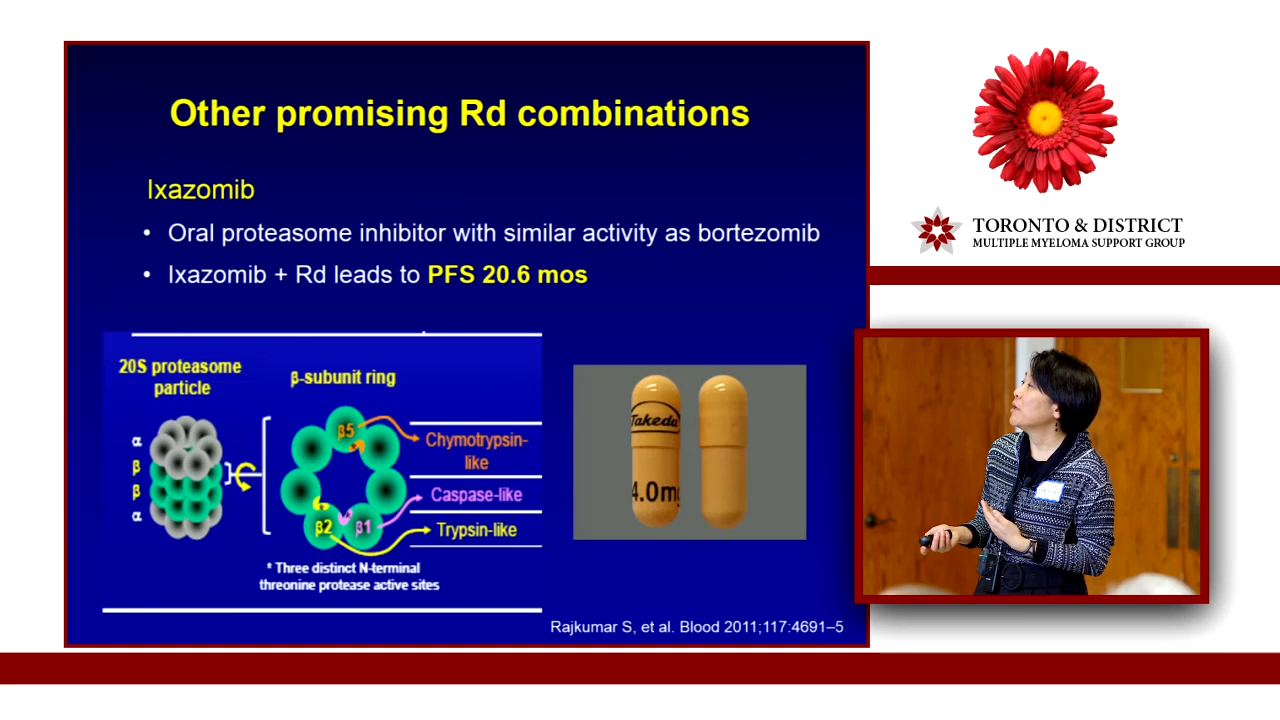 Other promising Rd combinations
Ixazomib
• Oral proteasome inhibitor with similar activity as bortezomib
• Ixazomib + Rd leads to PFS 20.6 mos
20S proteasome
particle
β-subunit ring
α
β
β
α
β5
β2
β1
Chymotrypsin-
like
Caspase-like
Trypsin-like
* Three distinct N-terminal
threonine protease active sites
Takeda
4.0m
Rajkumar S, et al. Blood 2011;117:4691–5
TORONTO & DISTRICT
MULTIPLE MYELOMA SUPPORT GROUP